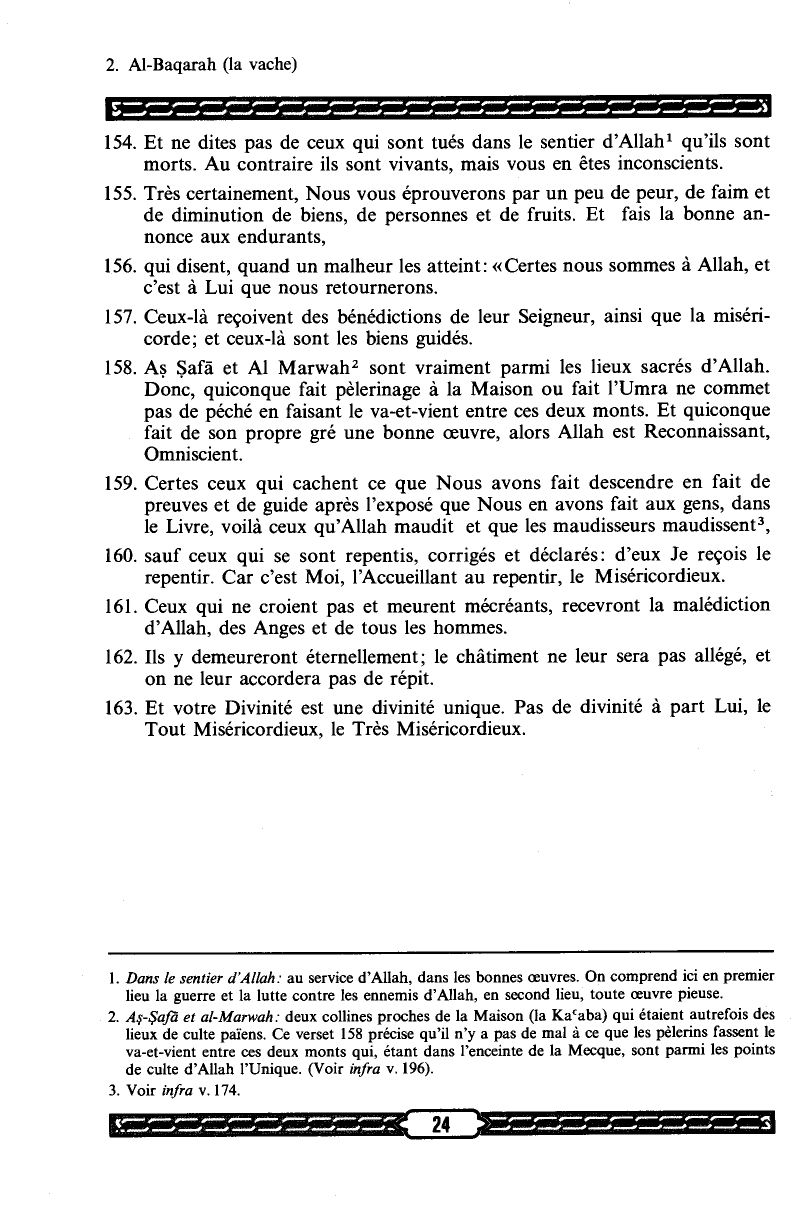 2. Al-Baqarah (la vache)
154. Et ne dites pas de ceux qui sont tués dans le sentier d’Allah¹ qu’ils sont
morts. Au contraire ils sont vivants, mais vous en êtes inconscients.
155. Très certainement, Nous vous éprouverons par un peu de peur, de faim et
de diminution de biens, de personnes et de fruits. Et fais la bonne an-
nonce aux endurants,
156. qui disent, quand un malheur les atteint: «Certes nous sommes à Allah, et
c’est à Lui que nous retournerons.
157. Ceux-là reçoivent des bénédictions de leur Seigneur, ainsi que la miséri-
corde; et ceux-là sont les biens guidés.
158. Aṣ Ṣafā et Al Marwah² sont vraiment parmi les lieux sacrés d’Allah.
Donc, quiconque fait pèlerinage à la Maison ou fait l’Umra ne commet
pas de péché en faisant le va-et-vient entre ces deux monts. Et quiconque
fait de son propre gré une bonne œuvre, alors Allah est Reconnaissant,
Omniscient.
159. Certes ceux qui cachent ce que Nous avons fait descendre en fait de
preuves et de guide après l’exposé que Nous en avons fait aux gens, dans
le Livre, voilà ceux qu’Allah maudit et que les maudisseurs maudissent³,
160. sauf ceux qui se sont repentis, corrigés et déclarés: d’eux Je reçois le
repentir. Car c’est Moi, l’Accueillant au repentir, le Miséricordieux.
161. Ceux qui ne croient pas et meurent mécréants, recevront la malédiction
d’Allah, des Anges et de tous les hommes.
162. Ils y demeureront éternellement; le châtiment ne leur sera pas allégé, et
on ne leur accordera pas de répit.
163. Et votre Divinité est une divinité unique. Pas de divinité à part Lui, le
Tout Miséricordieux, le Très Miséricordieux.
1. Dans le sentier d’Allah: au service d’Allah, dans les bonnes œuvres. On comprend ici en premier
lieu la guerre et la lutte contre les ennemis d’Allah, en second lieu, toute œuvre pieuse.
2. Aṣ-Ṣafā et al-Marwah: deux collines proches de la Maison (la Kaʿaba) qui étaient autrefois des
lieux de culte païens. Ce verset 158 précise qu’il n’y a pas de mal à ce que les pèlerins fassent le
va-et-vient entre ces deux monts qui, étant dans l’enceinte de la Mecque, sont parmi les points
de culte d’Allah l’Unique. (Voir infra v. 196).
3. Voir infra v. 174.
24